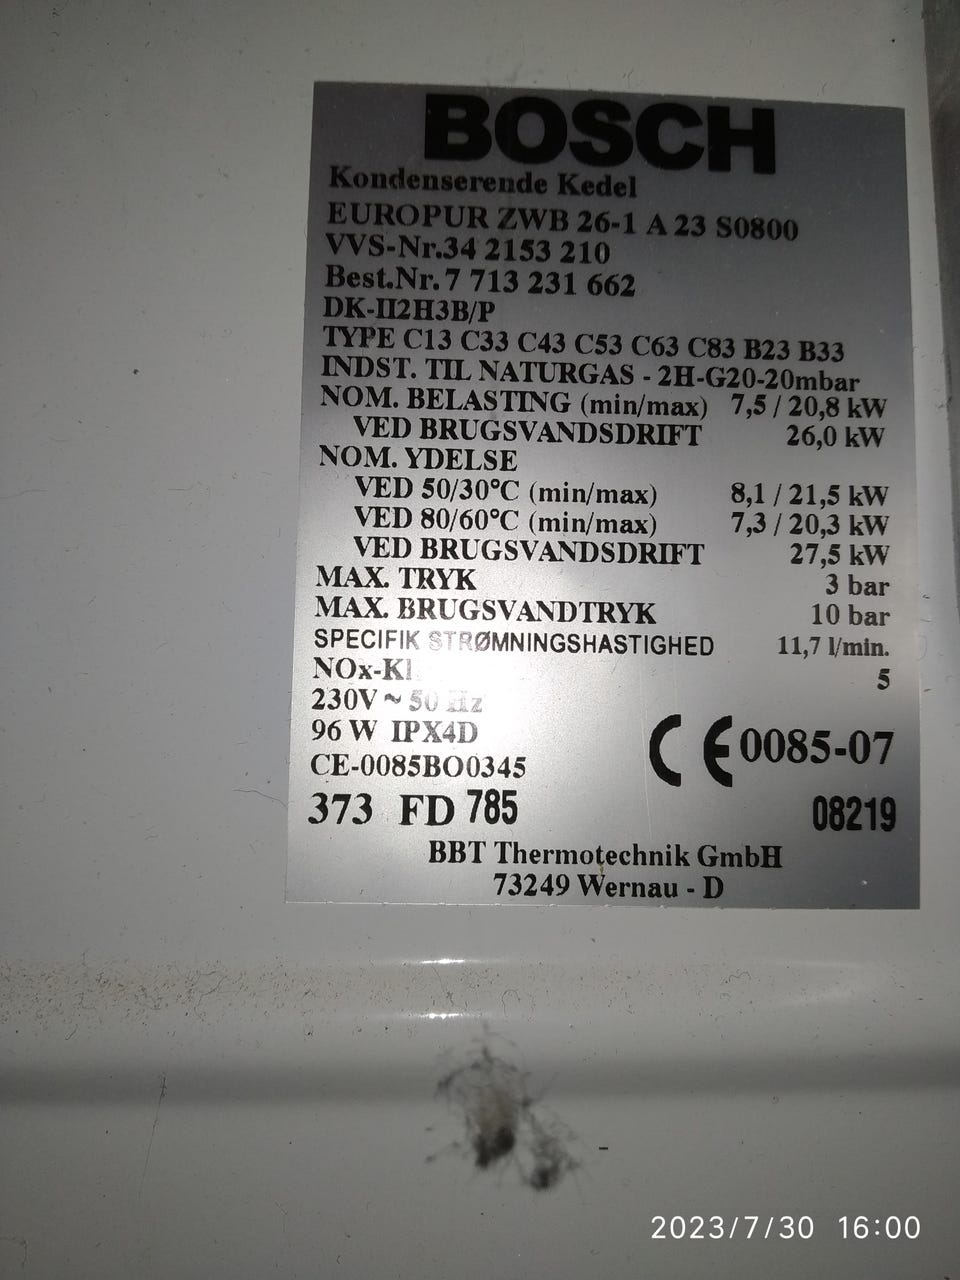 BOSCH
Kondenserende Kedel
EUROPUR ZWB 26-1 A 23 S0800
VVS-Nr.34 2153 210
Best.Nr. 7 713 231 662
DK-II2H3B/P
TYPE C13 C33 C43 C53 C63 C83 B23 B33
INDST. TIL NATURGAS - 2H-G20-20mbar
NOM. BELASTING (min/max) 7,5 / 20,8 kW
VED BRUGSVANDSDRIFT 26,0 kW
NOM. YDELSE
VED 50/30°C (min/max) 8,1 / 21,5 kW
VED 80/60°C (min/max) 7,3 / 20,3 kW
VED BRUGSVANDSDRIFT 27,5 kW
MAX. TRYK 3 bar
MAX. BRUGSVANDTRYK 10 bar
SPECIFIK STRØMNINGSHASTIGHED 11,7 l/min.
NOx-Kl. 5
230V ~ 50 Hz
96 W IPX4D
CE 0085-07
CE-0085BO0345
373 FD 785 08219
BBT Thermotechnik GmbH
73249 Wernau - D
2023/7/30 16:00